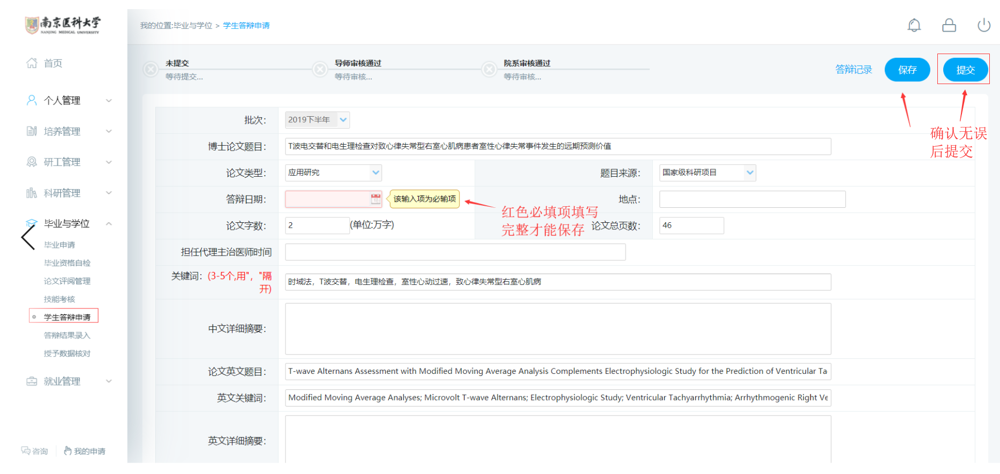 南京医科大学
NANJING MEDICAL UNIVERSITY
我的位置:毕业与学位 > 学生答辩申请
首页
个人管理
培养管理
研工管理
科研管理
毕业与学位
毕业申请
毕业资格自检
论文评阅管理
技能考核
学生答辩申请
答辩结果录入
授予数据核对
就业管理
咨询
我的申请
未提交
等待提交...
导师审核通过
等待审核...
院系审核通过
等待审核...
答辩记录
保存
提交
确认无误
后提交
批次:
2019下半年
博士论文题目:
T波电交替和电生理检查对致心律失常型右室心肌病患者室性心律失常事件发生的远期预测价值
论文类型:
应用研究
题目来源:
国家级科研项目
答辩日期:
该输入项为必输项
地点:
红色必填项填写
完整才能保存
论文字数:
2
(单位:万字)
论文总页数:
46
担任代理主治医师时间
关键词: (3-5个,用"，"隔
开)
时域法，T波交替，电生理检查，室性心动过速，致心律失常型右室心肌病
中文详细摘要:
论文英文题目:
T-wave Alternans Assessment with Modified Moving Average Analysis Complements Electrophysiologic Study for the Prediction of Ventricular Ta
英文关键词:
Modified Moving Average Analyses; Microvolt T-wave Alternans; Electrophysiologic Study; Ventricular Tachyarrhythmia; Arrhythmogenic Right Ve
英文详细摘要: